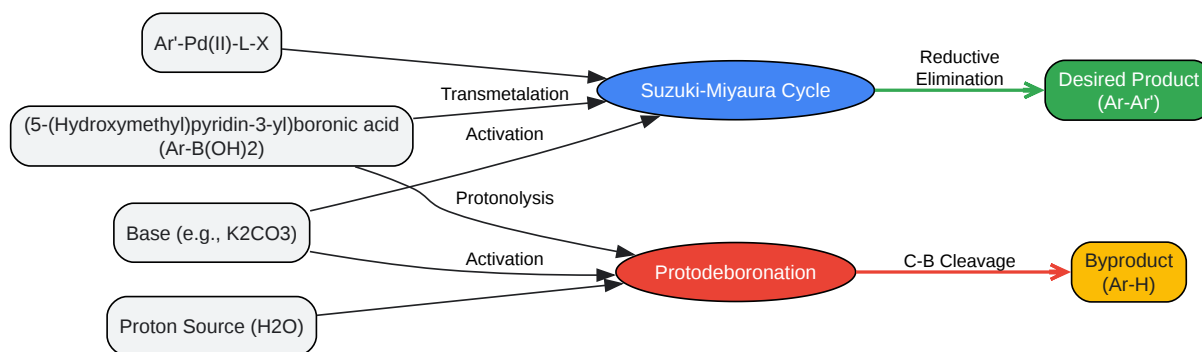 Ar'-Pd(II)-L-X
(5-(Hydroxymethyl)pyridin-3-yl)boronic acid
(Ar-B(OH)2)
Base (e.g., K2CO3)
Proton Source (H2O)
Transmetalation
Activation
Protonolysis
Activation
Suzuki-Miyaura Cycle
Protodeboronation
Reductive
Elimination
C-B Cleavage
Desired Product
(Ar-Ar')
Byproduct
(Ar-H)